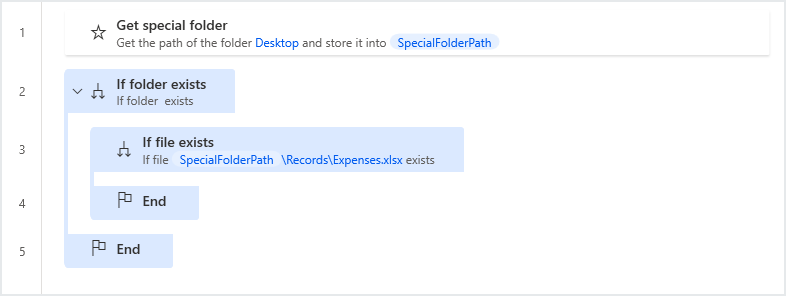 1
Get special folder
Get the path of the folder Desktop and store it into SpecialFolderPath
2
If folder exists
If folder exists
3
If file exists
If file SpecialFolderPath \Records\Expenses.xlsx exists
4
End
5
End